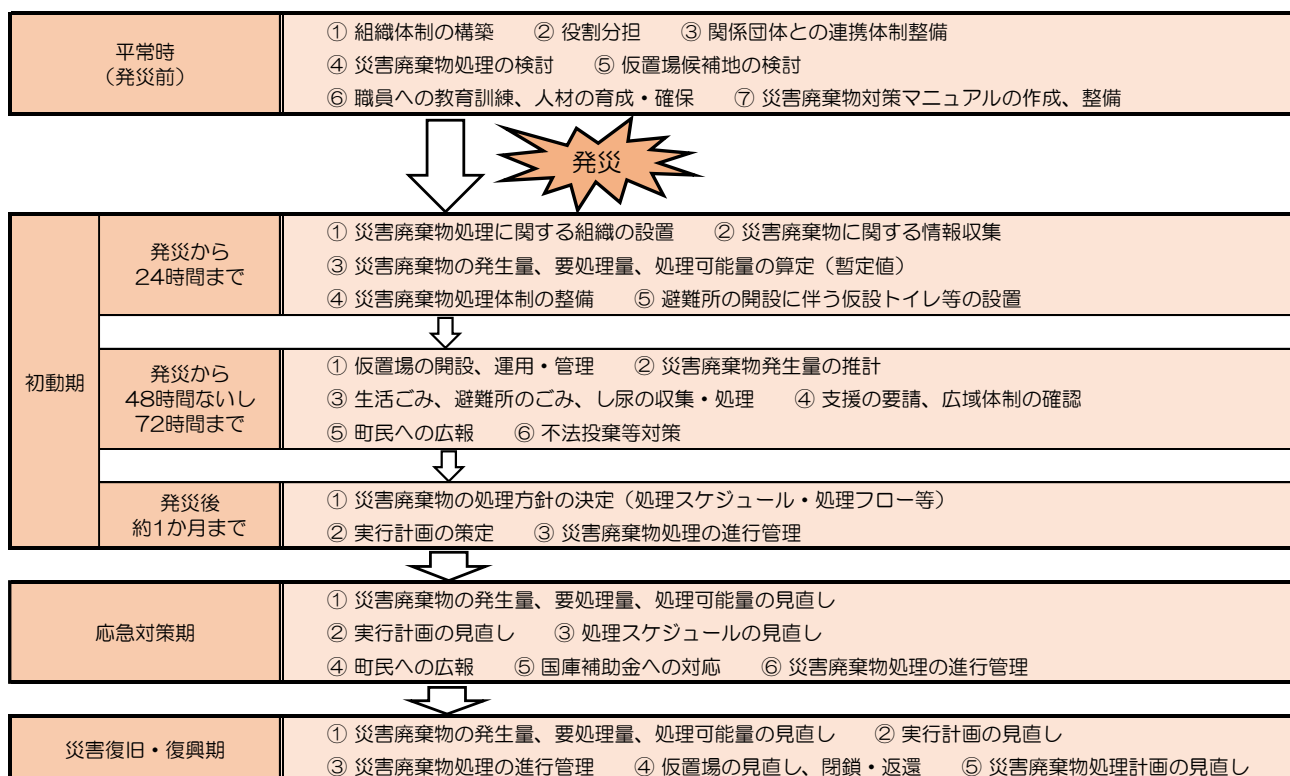 平常時
（発災前）
① 組織体制の構築　② 役割分担　③ 関係団体との連携体制整備
④ 災害廃棄物処理の検討　⑤ 仮置場候補地の検討
⑥ 職員への教育訓練、人材の育成・確保　⑦ 災害廃棄物対策マニュアルの作成、整備
発災
初動期
発災から
24時間まで
① 災害廃棄物処理に関する組織の設置　② 災害廃棄物に関する情報収集
③ 災害廃棄物の発生量、要処理量、処理可能量の算定（暫定値）
④ 災害廃棄物処理体制の整備　⑤ 避難所の開設に伴う仮設トイレ等の設置
発災から
48時間ないし
72時間まで
① 仮置場の開設、運用・管理　② 災害廃棄物発生量の推計
③ 生活ごみ、避難所のごみ、し尿の収集・処理　④ 支援の要請、広域体制の確認
⑤ 町民への広報　⑥ 不法投棄等対策
発災後
約1か月まで
① 災害廃棄物の処理方針の決定（処理スケジュール・処理フロー等）
② 実行計画の策定　③ 災害廃棄物処理の進行管理
応急対策期
① 災害廃棄物の発生量、要処理量、処理可能量の見直し
② 実行計画の見直し　③ 処理スケジュールの見直し
④ 町民への広報　⑤ 国庫補助金への対応　⑥ 災害廃棄物処理の進行管理
災害復旧・復興期
① 災害廃棄物の発生量、要処理量、処理可能量の見直し　② 実行計画の見直し
③ 災害廃棄物処理の進行管理　④ 仮置場の見直し、閉鎖・返還　⑤ 災害廃棄物処理計画の見直し